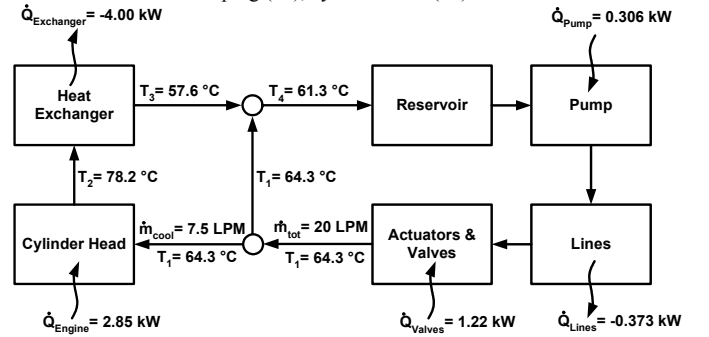 Q̇Exchanger= -4.00 kW
Q̇Pump= 0.306 kW
Heat
Exchanger
T3= 57.6 °C
T4= 61.3 °C
Reservoir
Pump
T2= 78.2 °C
T1= 64.3 °C
Cylinder Head
ṁcool= 7.5 LPM
T1= 64.3 °C
ṁtot= 20 LPM
T1= 64.3 °C
Actuators &
Valves
Lines
Q̇Engine= 2.85 kW
Q̇Valves= 1.22 kW
Q̇Lines= -0.373 kW